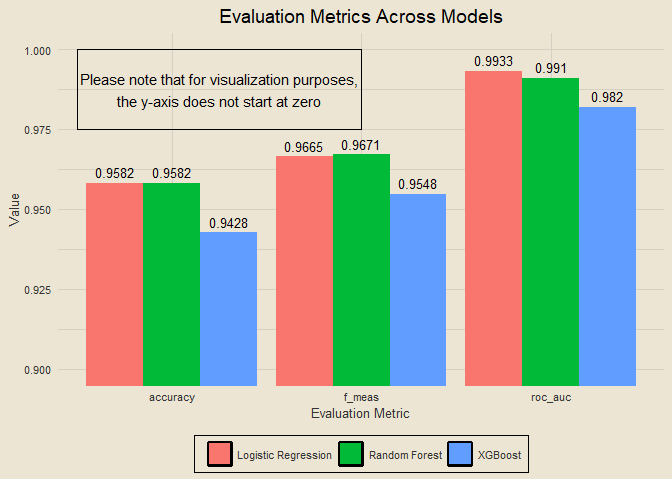 Evaluation Metrics Across Models
1.000
0.975
0.950
0.925
0.900
Value
Please note that for visualization purposes,
the y-axis does not start at zero
0.9582 0.9582 0.9428
0.9665 0.9671 0.9548
0.9933 0.991 0.982
accuracy f_meas roc_auc
Evaluation Metric
Logistic Regression Random Forest XGBoost